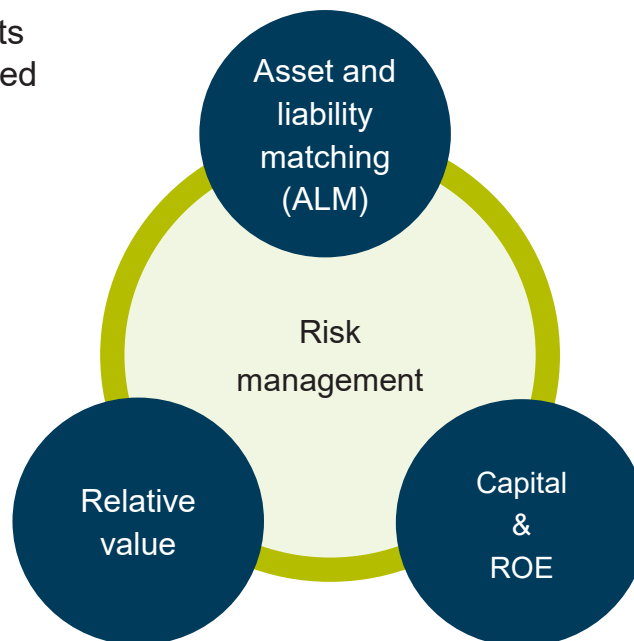 ts
ed
Asset and
liability
matching
(ALM)
Risk
management
Relative
value
Capital
&
ROE